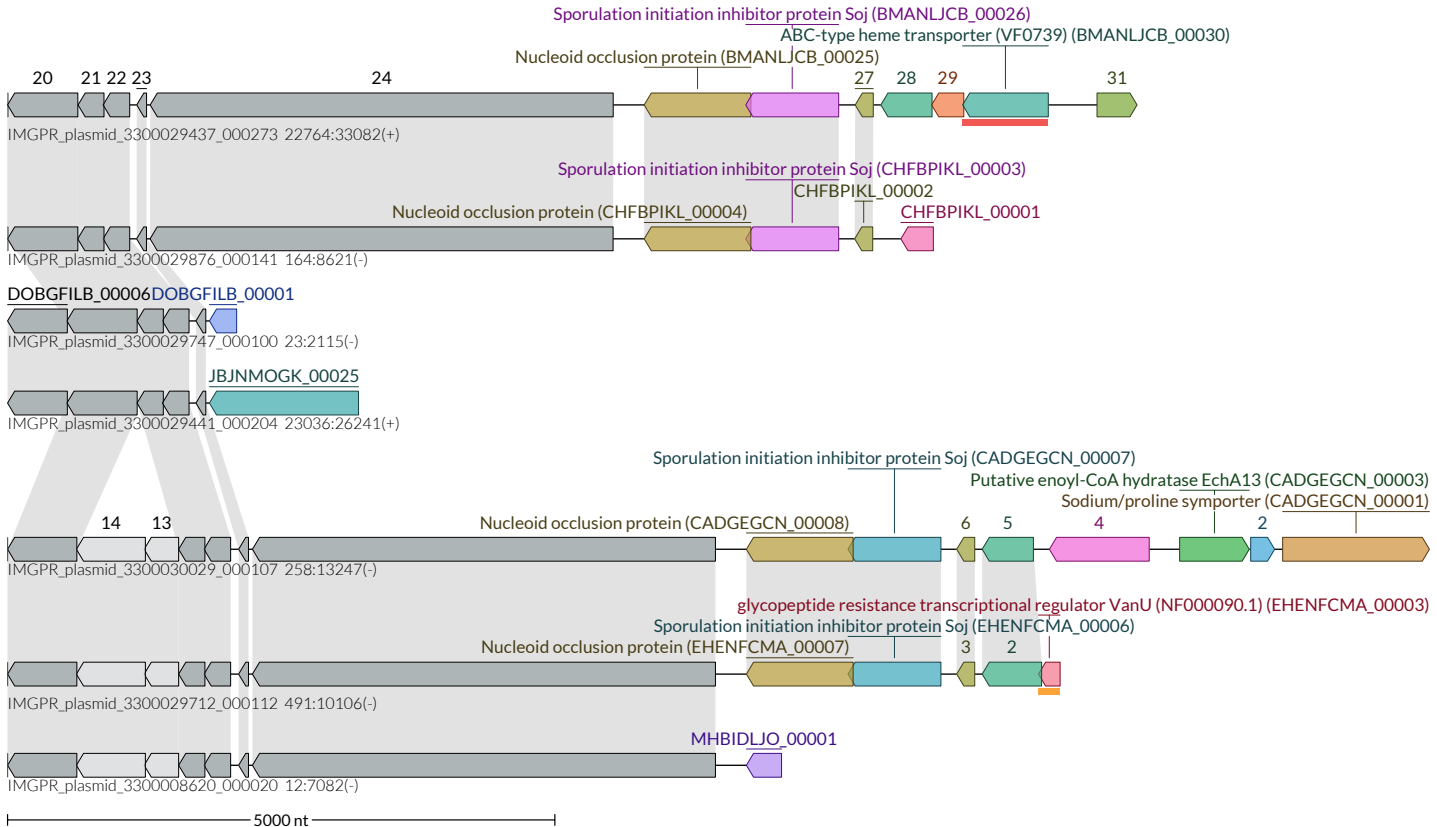 Sporulation initiation inhibitor protein Soj (BMANLJCB_00026)
ABC-type heme transporter (VF0739) (BMANLJCB_00030)
Nucleoid occlusion protein (BMANLJCB_00025)
20 21 22 23 24 27 28 29 31
IMGPR_plasmid_3300029437_000273 22764:33082(+)
Sporulation initiation inhibitor protein Soj (CHFBPIKL_00003)
CHFBPIKL_00002
Nucleoid occlusion protein (CHFBPIKL_00004) CHFBPIKL_00001
IMGPR_plasmid_3300029876_000141 164:8621(-)
DOBGFILB_00006 DOBGFILB_00001
IMGPR_plasmid_3300029747_000100 23:2115(-)
JBJNMOGK_00025
IMGPR_plasmid_3300029441_000204 23036:26241(+)
Sporulation initiation inhibitor protein Soj (CADGEGCN_00007)
Putative enoyl-CoA hydratase EchA13 (CADGEGCN_00003)
Sodium/proline symporter (CADGEGCN_00001)
14 13 Nucleoid occlusion protein (CADGEGCN_00008) 6 5 4 2
IMGPR_plasmid_3300030029_000107 258:13247(-)
glycopeptide resistance transcriptional regulator VanU (NF000090.1) (EHENFCMA_00003)
Sporulation initiation inhibitor protein Soj (EHENFCMA_00006)
Nucleoid occlusion protein (EHENFCMA_00007) 3 2
IMGPR_plasmid_3300029712_000112 491:10106(-)
MHBIDLJO_00001
IMGPR_plasmid_3300008620_000020 12:7082(-)
5000 nt